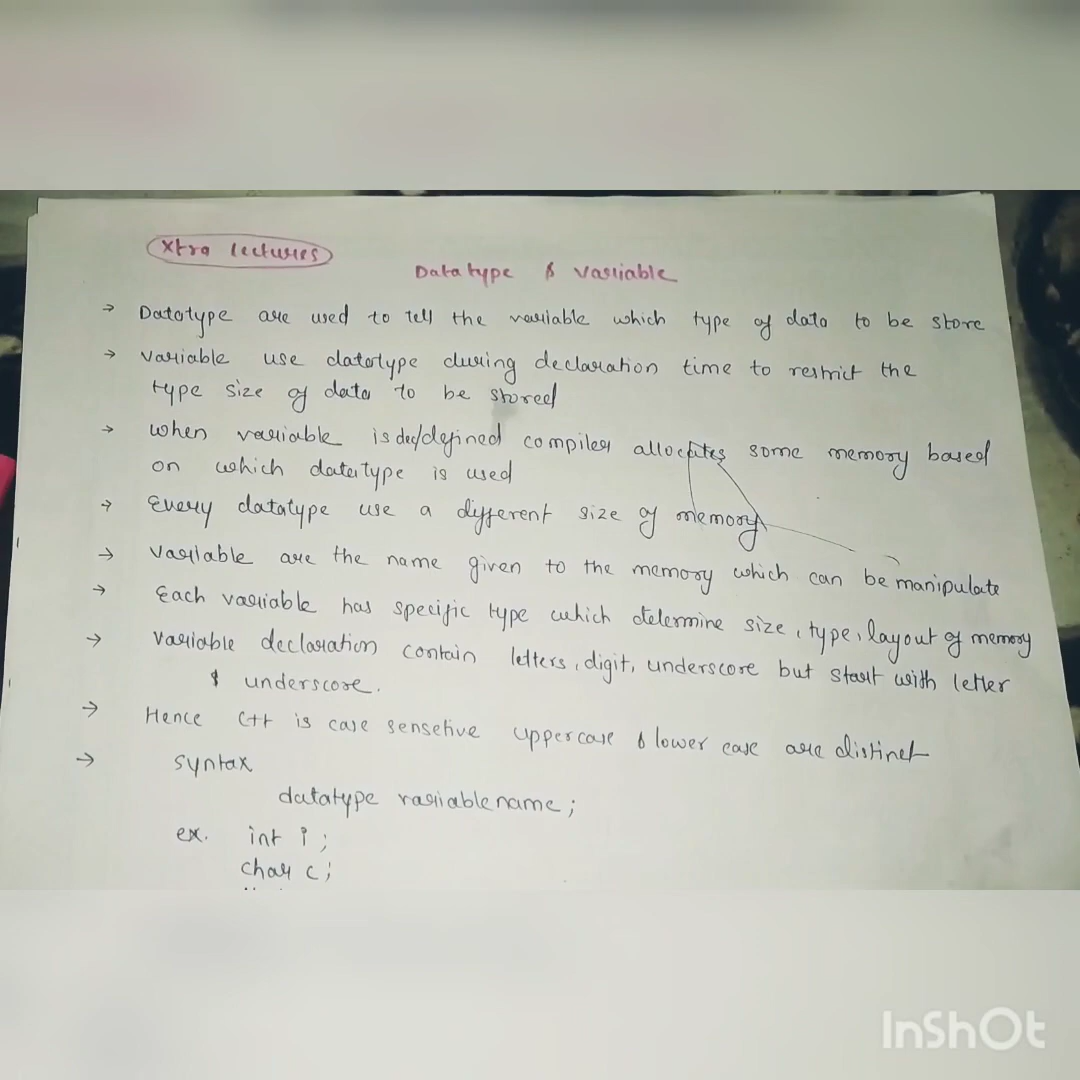 Xtra lectures
Datatype & Variable
→ Datatype are used to tell the variable which type of data to be store
→ Variable use datatype during declaration time to restrict the
type size of data to be stored
→ when variable is dec/defined compiler allocates some memory based
on which datatype is used
→ Every datatype use a different size of memory
→ Variable are the name given to the memory which can be manipulate
→ Each variable has specific type which determine size, type, layout of memory
→ Variable declaration contain letters, digit, underscore but start with letter
& underscore.
→ Hence C++ is case sensetive uppercase & lower case are distinct
→ Syntax
datatype variablename;
ex. int i;
char c;
InShOt